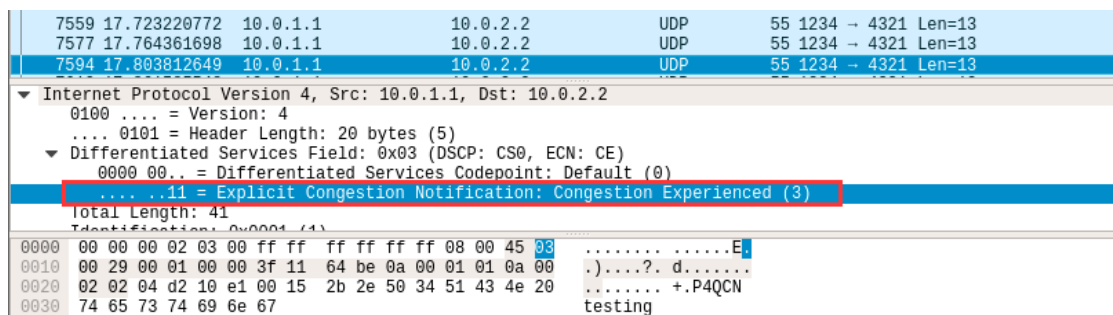 7559 17.723220772 10.0.1.1 10.0.2.2 UDP 55 1234 → 4321 Len=13
7577 17.764361698 10.0.1.1 10.0.2.2 UDP 55 1234 → 4321 Len=13
7594 17.803812649 10.0.1.1 10.0.2.2 UDP 55 1234 → 4321 Len=13
Internet Protocol Version 4, Src: 10.0.1.1, Dst: 10.0.2.2
0100 .... = Version: 4
.... 0101 = Header Length: 20 bytes (5)
Differentiated Services Field: 0x03 (DSCP: CS0, ECN: CE)
0000 00.. = Differentiated Services Codepoint: Default (0)
.... ..11 = Explicit Congestion Notification: Congestion Experienced (3)
Total Length: 41
Identification: 0x0001 (1)
0000 00 00 00 02 03 00 ff ff ff ff ff ff 08 00 45 03 ........ ......E.
0010 00 29 00 01 00 00 3f 11 64 be 0a 00 01 01 0a 00 .)....?. d.......
0020 02 02 04 d2 10 e1 00 15 2b 2e 50 34 51 43 4e 20 ........ +.P4QCN
0030 74 65 73 74 69 6e 67 testing